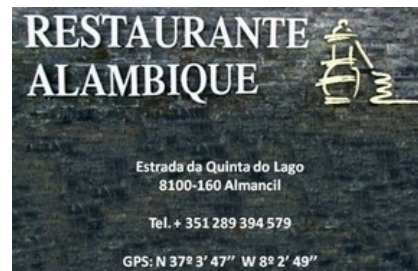 RESTAURANTE
ALAMBIQUE
Estrada da Quinta do Lago
8100-160 Almancil
Tel. + 351 289 394 579
GPS: N 37º 3′ 47′′ W 8º 2′ 49′′